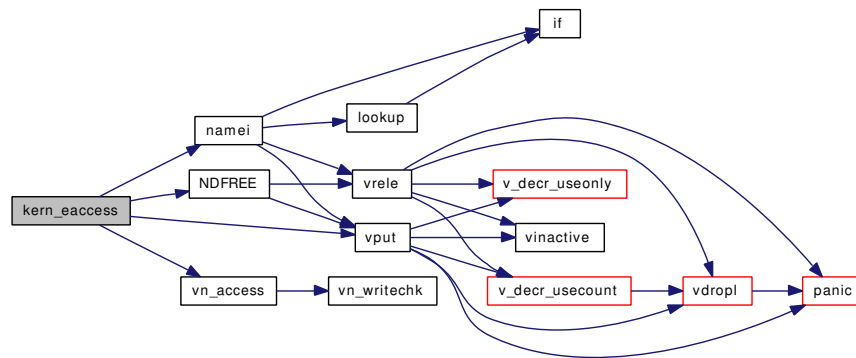 if
lookup
namei
NDFREE
vrele
v_decr_useonly
kern_eaccess
vput
vinactive
vn_access
vn_writechk
v_decr_usecount
vdropl
panic